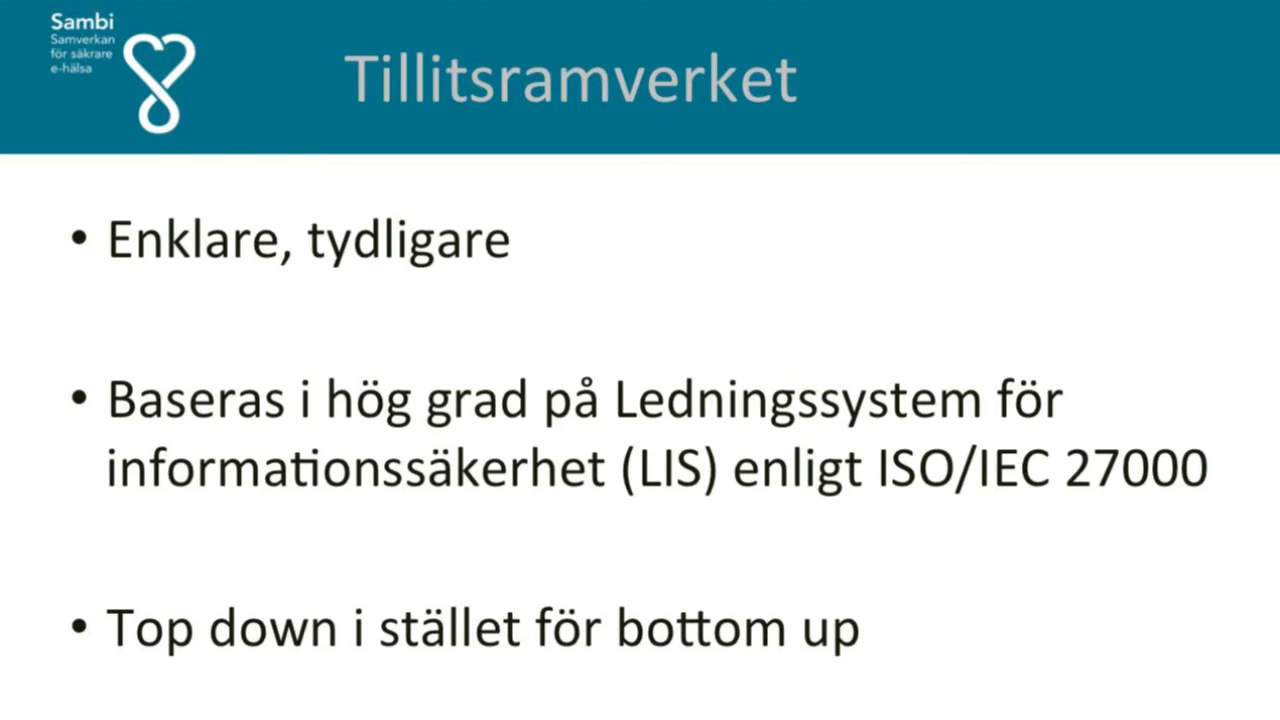 Sambi
Samverkan
för säkrare
e-hälsa
Tillitsramverket
• Enklare, tydligare
• Baseras i hög grad på Ledningssystem för
informationssäkerhet (LIS) enligt ISO/IEC 27000
• Top down i stället för bottom up